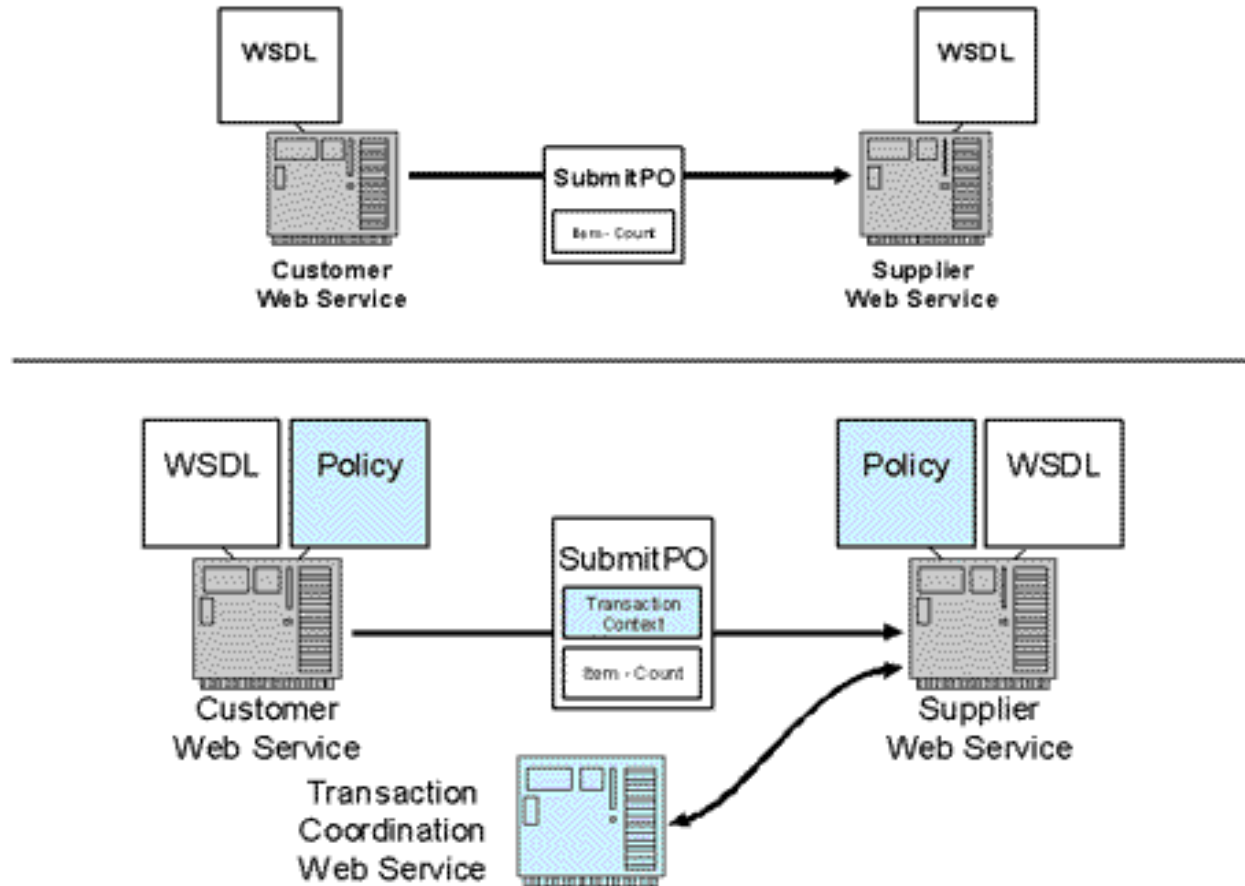 WSDL
WSDL
SubmitPO
Item - Count
Customer
Web Service
Supplier
Web Service
WSDL
Policy
Policy
WSDL
SubmitPO
Transaction
Context
Item - Count
Customer
Web Service
Supplier
Web Service
Transaction
Coordination
Web Service